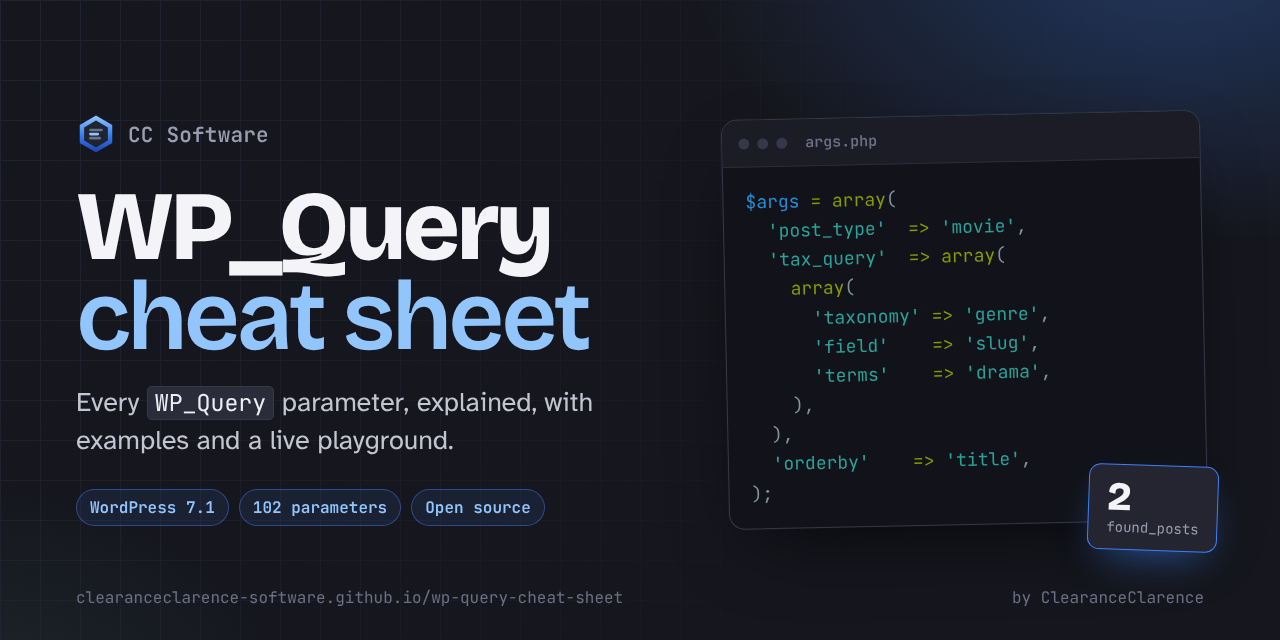 CC Software
WP_Query
cheat sheet
Every WP_Query parameter, explained, with
examples and a live playground.
WordPress 7.1
102 parameters
Open source
clearanceclarence-software.github.io/wp-query-cheat-sheet
args.php
$args = array(
  'post_type'  => 'movie',
  'tax_query'  => array(
    array(
      'taxonomy' => 'genre',
      'field'    => 'slug',
      'terms'    => 'drama',
    ),
  ),
  'orderby'    => 'title',
);
2
found_posts
by ClearanceClarence